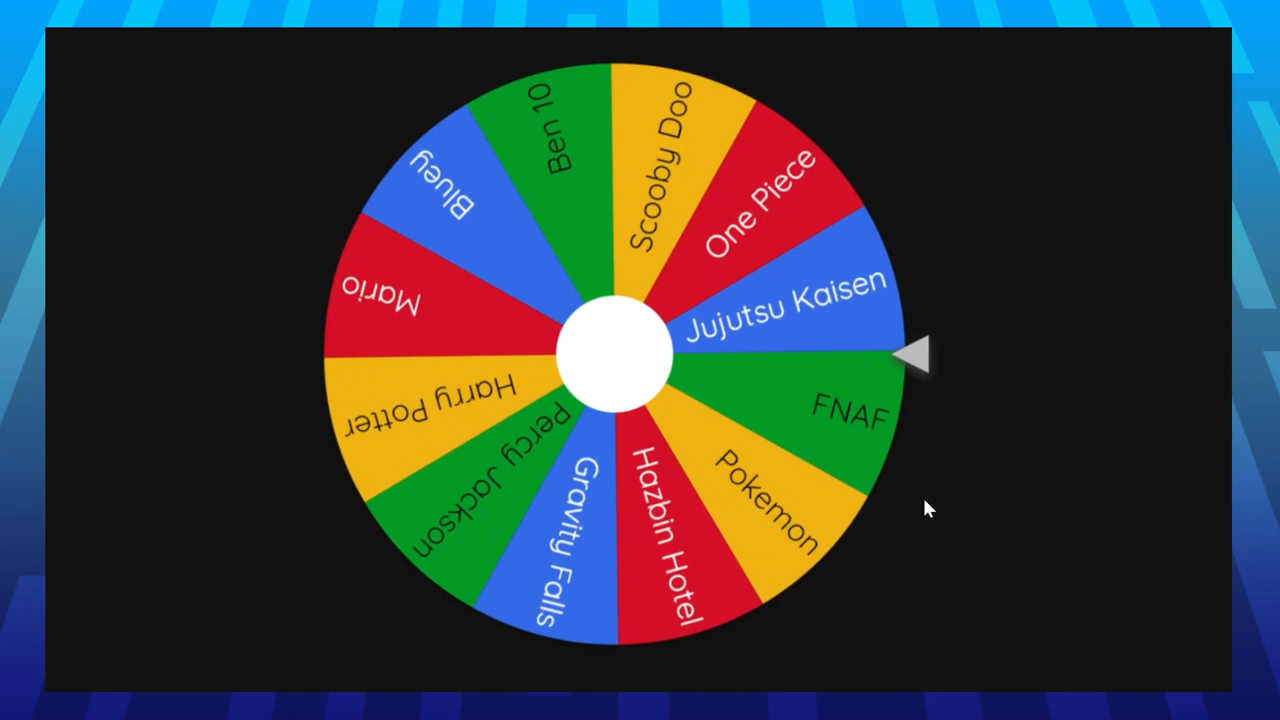 Scooby Doo
One Piece
Jujutsu Kaisen
FNAF
Pokemon
Hazbin Hotel
Gravity Falls
Percy Jackson
Harry Potter
Mario
Bluey
Ben 10